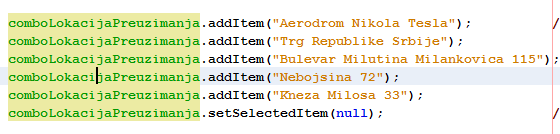 comboLokacijaPreuzimanja.addItem("Aerodrom Nikola Tesla"); /
comboLokacijaPreuzimanja.addItem("Trg Republike Srbije");
comboLokacijaPreuzimanja.addItem("Bulevar Milutina Milankovica 115");
comboLokacijaPreuzimanja.addItem("Nebojsina 72");
comboLokacijaPreuzimanja.addItem("Kneza Milosa 33");
comboLokacijaPreuzimanja.setSelectedItem(null); /